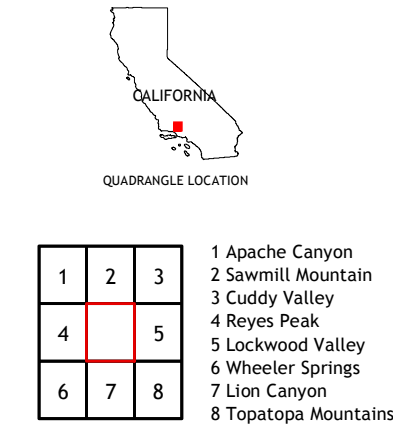 CALIFORNIA
QUADRANGLE LOCATION
1 2 3
4 5
6 7 8
1 Apache Canyon
2 Sawmill Mountain
3 Cuddy Valley
4 Reyes Peak
5 Lockwood Valley
6 Wheeler Springs
7 Lion Canyon
8 Topatopa Mountains